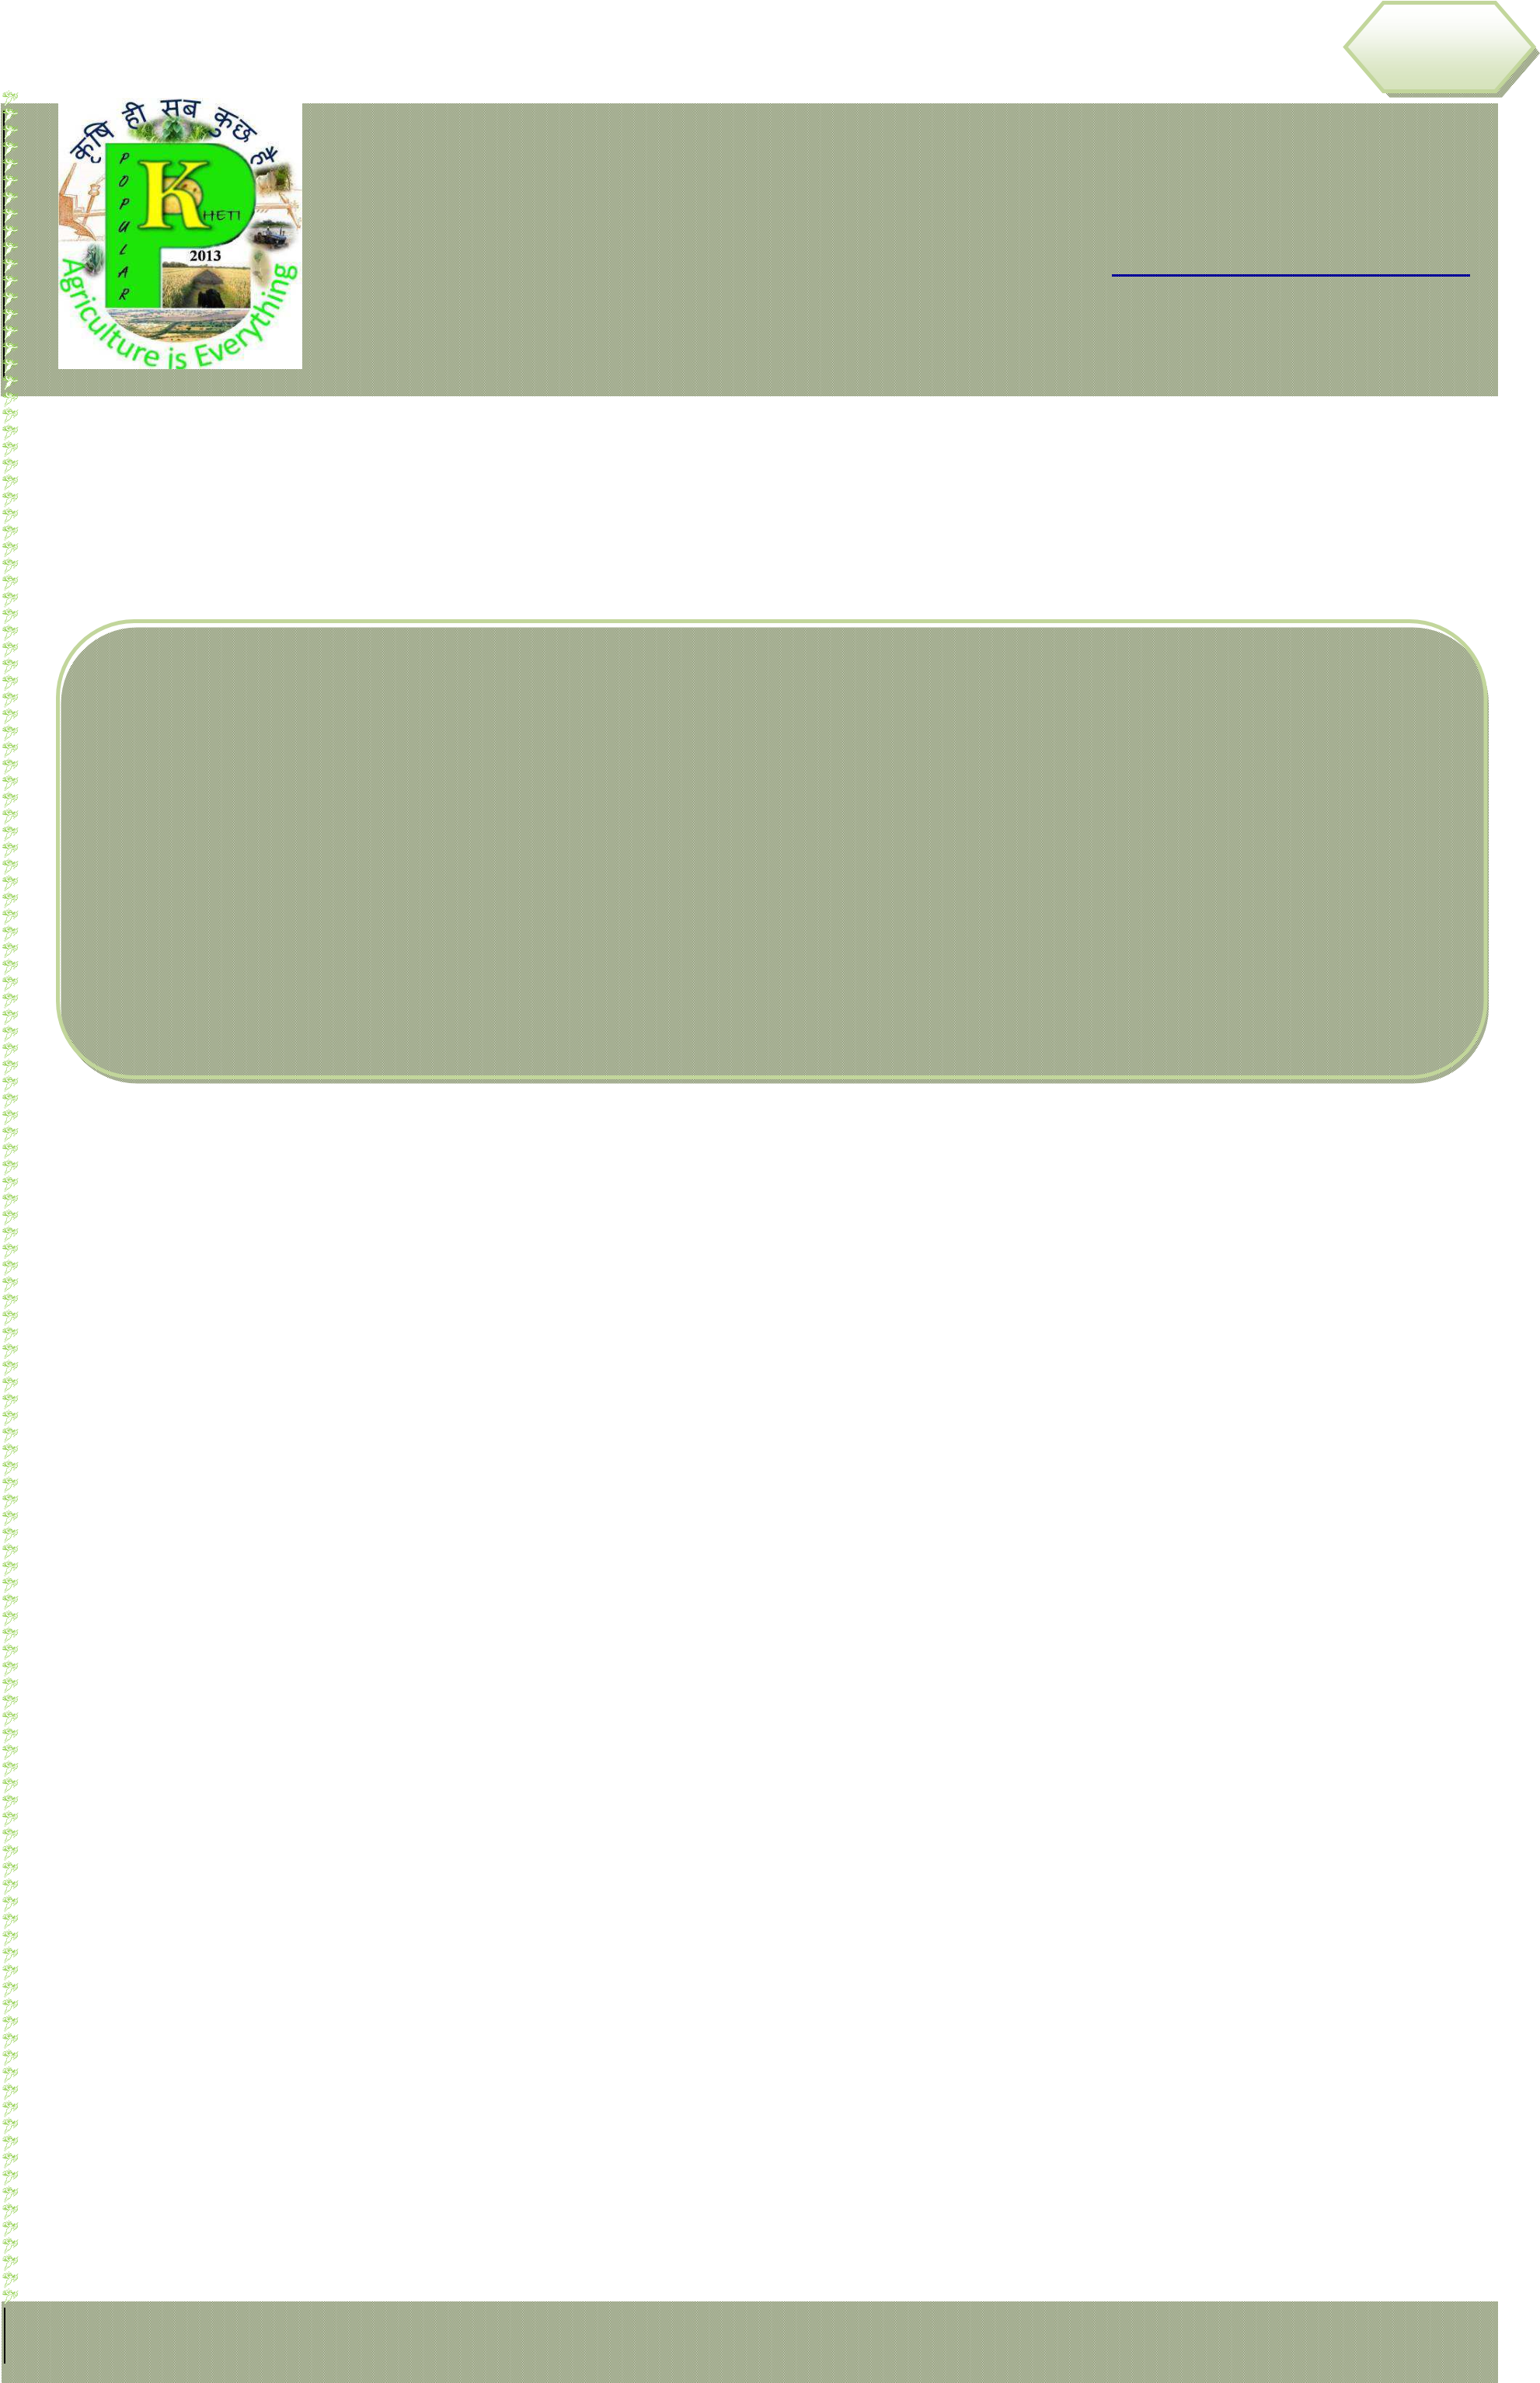 कृषि ही सब कुछ है
POPULAR
K
HETI
2013
Agriculture is Everything